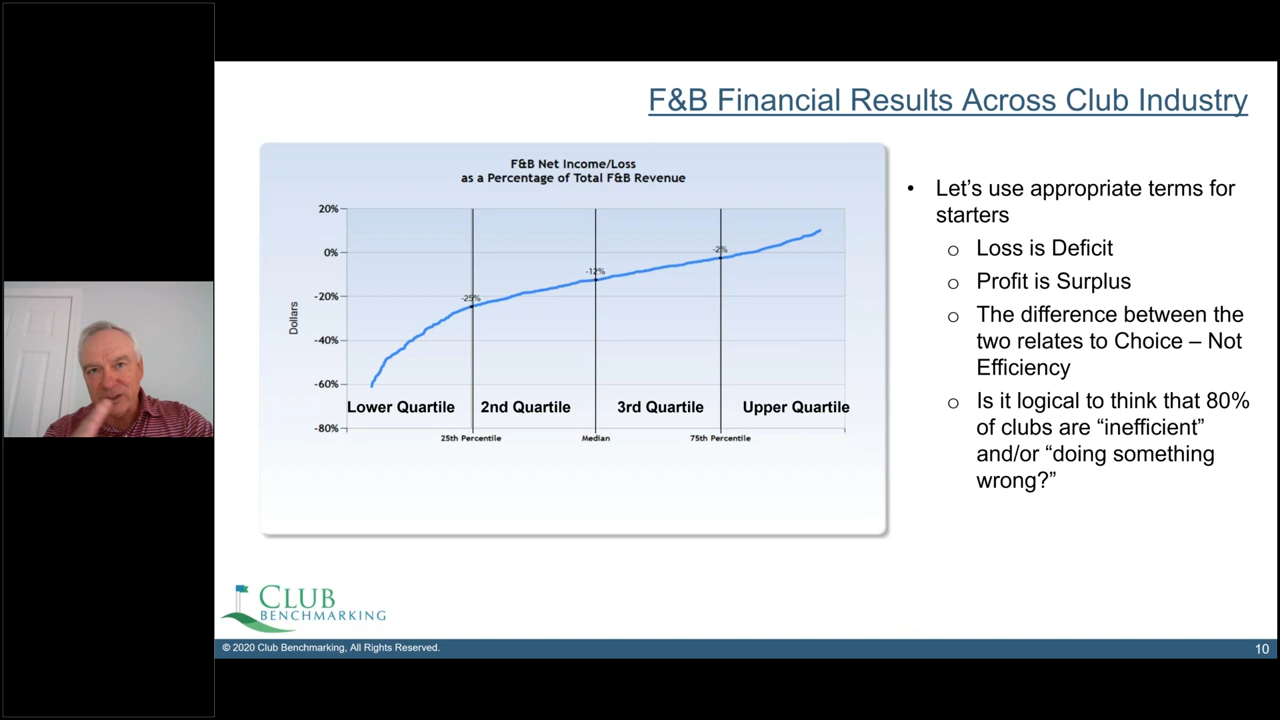 F&B Financial Results Across Club Industry
F&B Net Income/Loss
as a Percentage of Total F&B Revenue
20%
0%
-20%
-40%
-60%
-80%
Dollars
-25%
-12%
-2%
Lower Quartile
2nd Quartile
3rd Quartile
Upper Quartile
25th Percentile
Median
75th Percentile
• Let’s use appropriate terms for
starters
o Loss is Deficit
o Profit is Surplus
o The difference between the
two relates to Choice – Not
Efficiency
o Is it logical to think that 80%
of clubs are “inefficient”
and/or “doing something
wrong?”
CLUB
BENCHMARKING
© 2020 Club Benchmarking, All Rights Reserved.
10